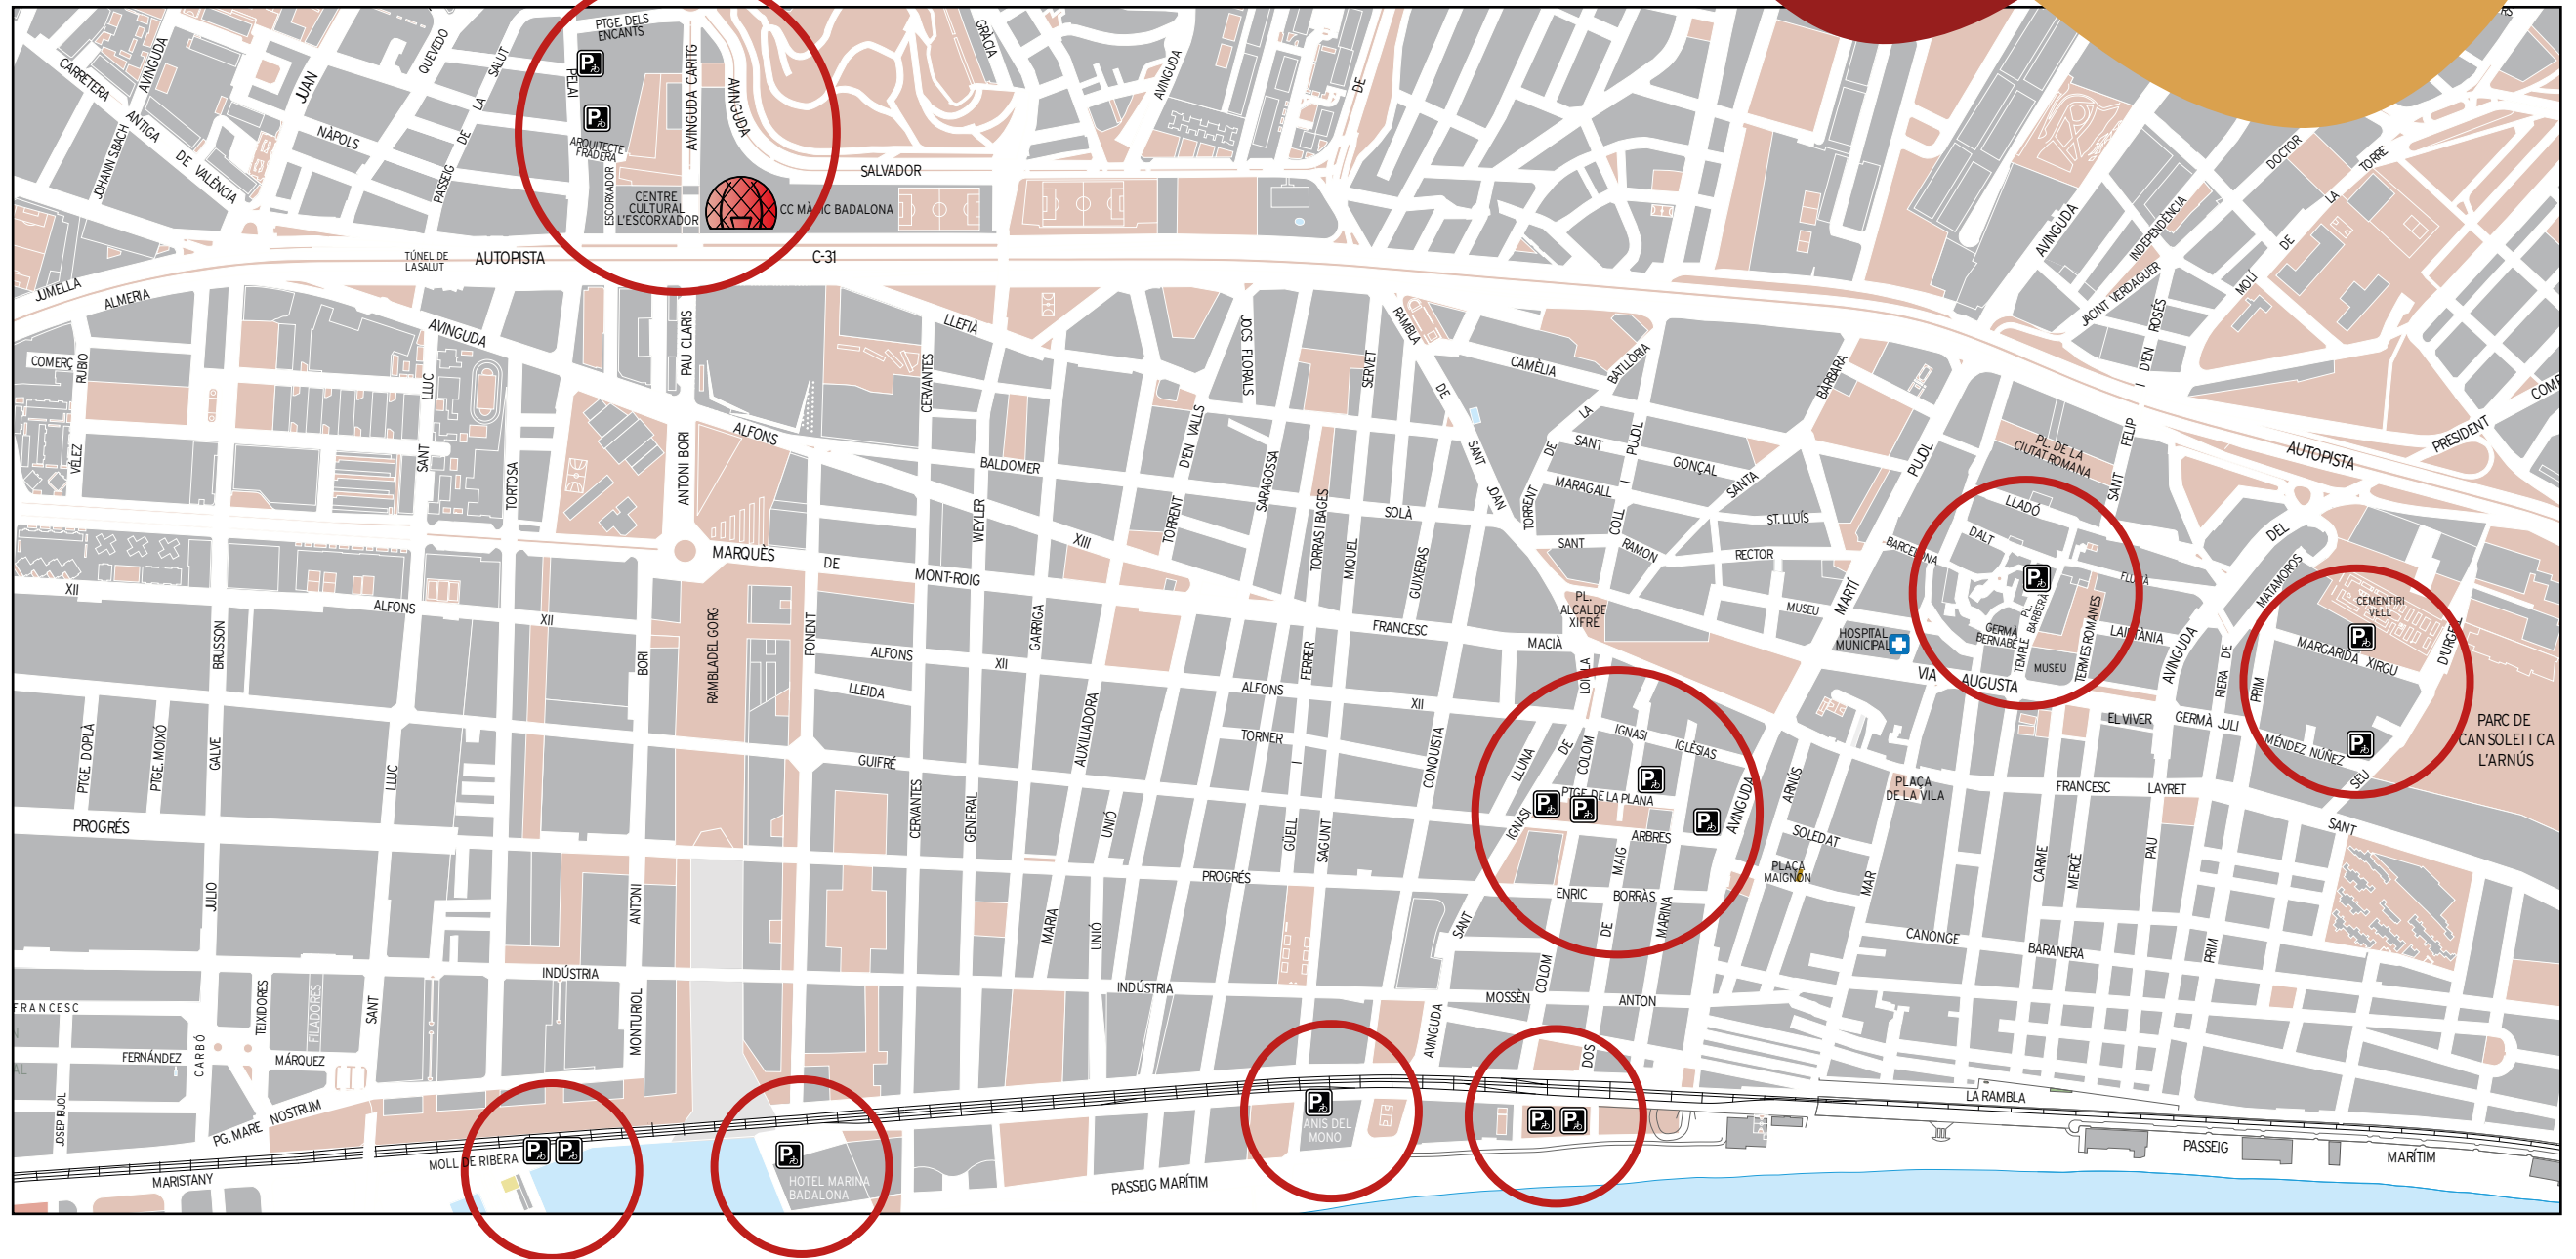 PTGE. DELS
ENCANTS
GRÀCIA
QUEVEDO
AVINGUDA
CARRETERA
JUAN
SALUT
LA
DE
PASSEIG
PELAI
AVINGUDA CARITG
AVINGUDA
AVINGUDA
DE
ANTIGA
DE VALÈNCIA
JOHANN S.BACH
NÀPOLS
ARQUITECTE
FRADERA
ESCORXADOR
CENTRE
CULTURAL
L'ESCORXADOR
CC MÀGIC BADALONA
SALVADOR
DOCTOR
TORRE
LA
DE
MOLÍ
AVINGUDA
INDEPENDÈNCIA
JACINT VERDAGUER
TÚNEL DE
LA SALUT
AUTOPISTA
C-31
JUMELLA
ALMERIA
AVINGUDA
PAU CLARIS
LLEFIÀ
CERVANTES
JOCS FLORALS
SERVET
RAMBLA
DE
SANT
JOAN
CAMÈLIA
BATLLÒRIA
LA
DE
TORRENT
BÀRBARA
ROSÉS
D'EN
I
FELIP
SANT
COMERÇ
RUBIO
VÉLEZ
LLUC
SANT
TORTOSA
ANTONI BORI
ALFONS
BALDOMER
D'EN VALLS
TORRENT
SARAGOSSA
SOLÀ
SANT
PUJOL
I
COLL
GONÇAL
MARAGALL
SANTA
ST. LLUÍS
PUJOL
MARTÍ
PL. DE LA
CIUTAT ROMANA
AUTOPISTA
PRESIDENT
WEYLER
XIII
TORRAS I BAGES
MIQUEL
GUIXERAS
SANT
RAMON
RECTOR
BARCELONA
LLADÓ
DALT
FLUVIÀ
DEL
MATAMOROS
MARQUÈS
DE
MONT-ROIG
PL.
ALCALDE
XIFRÉ
MUSEU
HOSPITAL
MUNICIPAL
PL.
BARBERÀ
GERMÀ
BERNABÉ
TEMPLE
MUSEU
TERMES ROMANES
LAIETÀNIA
CEMENTIRI
VELL
MARGARIDA XIRGU
D'URGELL
XII
ALFONS
XII
BRUSSON
BORI
RAMBLA DEL GORG
PONENT
GARRIGA
FRANCESC
MACIÀ
ALFONS
XII
LLEIDA
ALFONS
XII
FERRER
LOIOLA
VIA
AUGUSTA
AVINGUDA
RIERA DE
PRIM
PARC DE
CAN SOLEI I CA
L'ARNÚS
PTGE. DOPLÀ
PTGE. MOIXÓ
GALVE
LLUC
GUIFRÉ
AUXILIADORA
TORNER
I
CONQUISTA
LLUNA
DE
COLOM
IGNASI
IGLÉSIAS
PTGE. DE LA PLANA
IGNASI
ARBRES
AVINGUDA
ARNÚS
PLAÇA
DE LA VILA
EL VIVER
GERMÀ JULI
FRANCESC
LAYRET
MÉNDEZ NÚÑEZ
SEU
SANT
PROGRÉS
CERVANTES
GENERAL
UNIÓ
GÜELL
SAGUNT
PROGRÉS
MAIG
SOLEDAT
PLAÇA
MAIGNÓN
MAR
CARME
MERCÈ
PAU
JULIO
ANTONI
MARIA
UNIÓ
SANT
ENRIC
BORRÀS
DE
MARINA
CANONGE
BARANERA
PRIM
INDÚSTRIA
INDÚSTRIA
COLOM
MOSSÈN
ANTON
FRANCESC
TEIXIDORES
FILADORES
SANT
MONTURIOL
AVINGUDA
DOS
FERNÁNDEZ
CARBÓ
MÁRQUEZ
JOSEP PUJOL
PG. MARE NOSTRUM
MOLL DE RIBERA
MARISTANY
HOTEL MARINA
BADALONA
PASSEIG MARÍTIM
ANIS DEL
MONO
LA RAMBLA
PASSEIG
MARÍTIM